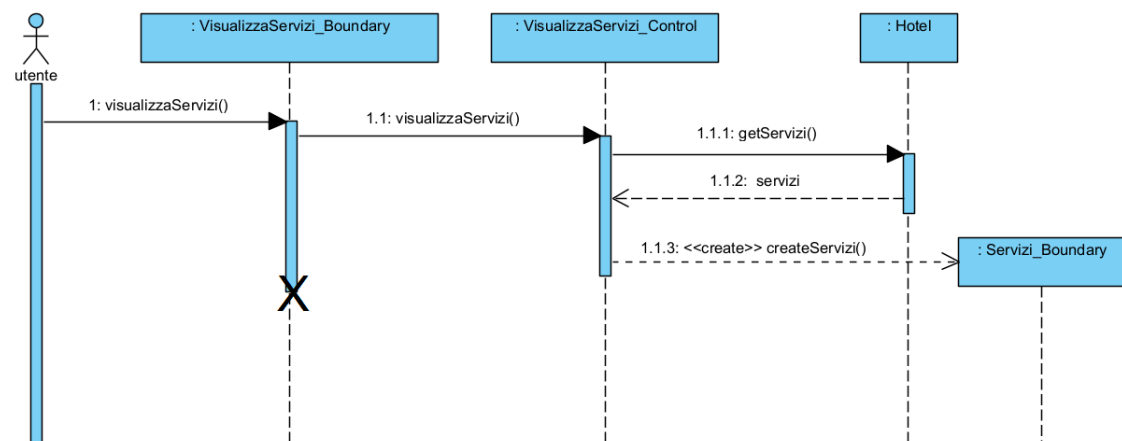 : VisualizzaServizi_Boundary
: VisualizzaServizi_Control
: Hotel
utente
1: visualizzaServizi()
1.1: visualizzaServizi()
1.1.1: getServizi()
1.1.2: servizi
1.1.3: <<create>> createServizi()
: Servizi_Boundary